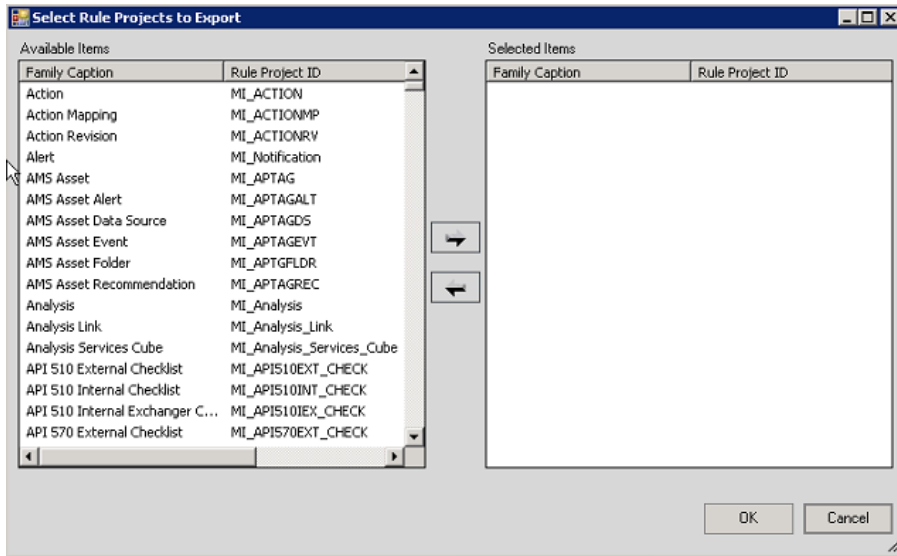 Select Rule Projects to Export
Available Items
Family Caption Rule Project ID
Action MI_ACTION
Action Mapping MI_ACTIONMP
Action Revision MI_ACTIONRV
Alert MI_Notification
AMS Asset MI_APTAG
AMS Asset Alert MI_APTAGALT
AMS Asset Data Source MI_APTAGDS
AMS Asset Event MI_APTAGEVT
AMS Asset Folder MI_APTGFLDR
AMS Asset Recommendation MI_APTAGREC
Analysis MI_Analysis
Analysis Link MI_Analysis_Link
Analysis Services Cube MI_Analysis_Services_Cube
API 510 External Checklist MI_API510EXT_CHECK
API 510 Internal Checklist MI_API510INT_CHECK
API 510 Internal Exchanger C... MI_API510IEX_CHECK
API 570 External Checklist MI_API570EXT_CHECK
Selected Items
Family Caption Rule Project ID
OK Cancel